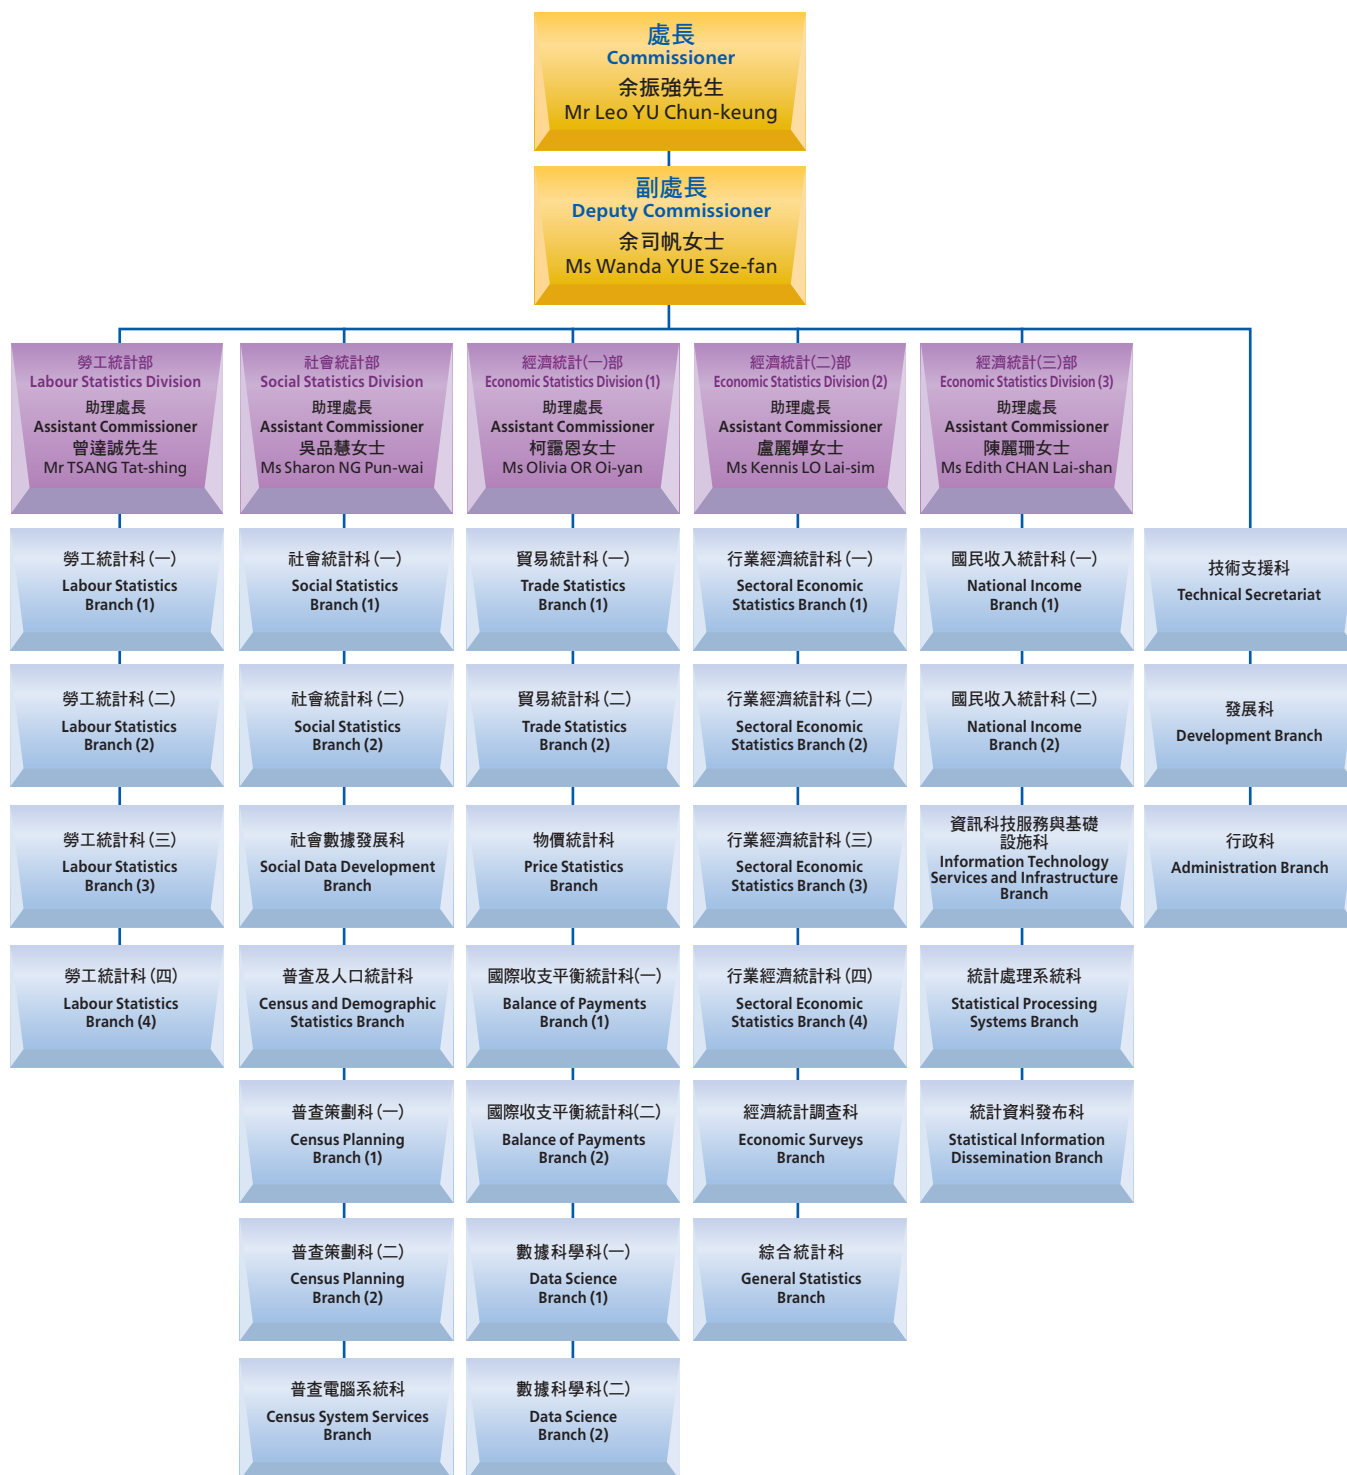 處長
Commissioner
余振強先生
Mr Leo YU Chun-keung
副處長
Deputy Commissioner
余司帆女士
Ms Wanda YUE Sze-fan
勞工統計部
Labour Statistics Division
助理處長
Assistant Commissioner
曾達誠先生
Mr TSANG Tat-shing
社會統計部
Social Statistics Division
助理處長
Assistant Commissioner
吳品慧女士
Ms Sharon NG Pun-wai
經濟統計(一)部
Economic Statistics Division (1)
助理處長
Assistant Commissioner
柯靄恩女士
Ms Olivia OR Oi-yan
經濟統計(二)部
Economic Statistics Division (2)
助理處長
Assistant Commissioner
盧麗嬋女士
Ms Kennis LO Lai-sim
經濟統計(三)部
Economic Statistics Division (3)
助理處長
Assistant Commissioner
陳麗珊女士
Ms Edith CHAN Lai-shan
勞工統計科(一)
Labour Statistics
Branch (1)
勞工統計科(二)
Labour Statistics
Branch (2)
勞工統計科(三)
Labour Statistics
Branch (3)
勞工統計科(四)
Labour Statistics
Branch (4)
社會統計科(一)
Social Statistics
Branch (1)
社會統計科(二)
Social Statistics
Branch (2)
社會數據發展科
Social Data Development
Branch
普查及人口統計科
Census and Demographic
Statistics Branch
普查策劃科(一)
Census Planning
Branch (1)
普查策劃科(二)
Census Planning
Branch (2)
普查電腦系統科
Census System Services
Branch
貿易統計科(一)
Trade Statistics
Branch (1)
貿易統計科(二)
Trade Statistics
Branch (2)
物價統計科
Price Statistics
Branch
國際收支平衡統計科(一)
Balance of Payments
Branch (1)
國際收支平衡統計科(二)
Balance of Payments
Branch (2)
數據科學科(一)
Data Science
Branch (1)
數據科學科(二)
Data Science
Branch (2)
行業經濟統計科(一)
Sectoral Economic
Statistics Branch (1)
行業經濟統計科(二)
Sectoral Economic
Statistics Branch (2)
行業經濟統計科(三)
Sectoral Economic
Statistics Branch (3)
行業經濟統計科(四)
Sectoral Economic
Statistics Branch (4)
經濟統計調查科
Economic Surveys
Branch
綜合統計科
General Statistics
Branch
國民收入統計科(一)
National Income
Branch (1)
國民收入統計科(二)
National Income
Branch (2)
資訊科技服務與基礎
設施科
Information Technology
Services and Infrastructure
Branch
統計處理系統科
Statistical Processing
Systems Branch
統計資料發布科
Statistical Information
Dissemination Branch
技術支援科
Technical Secretariat
發展科
Development Branch
行政科
Administration Branch